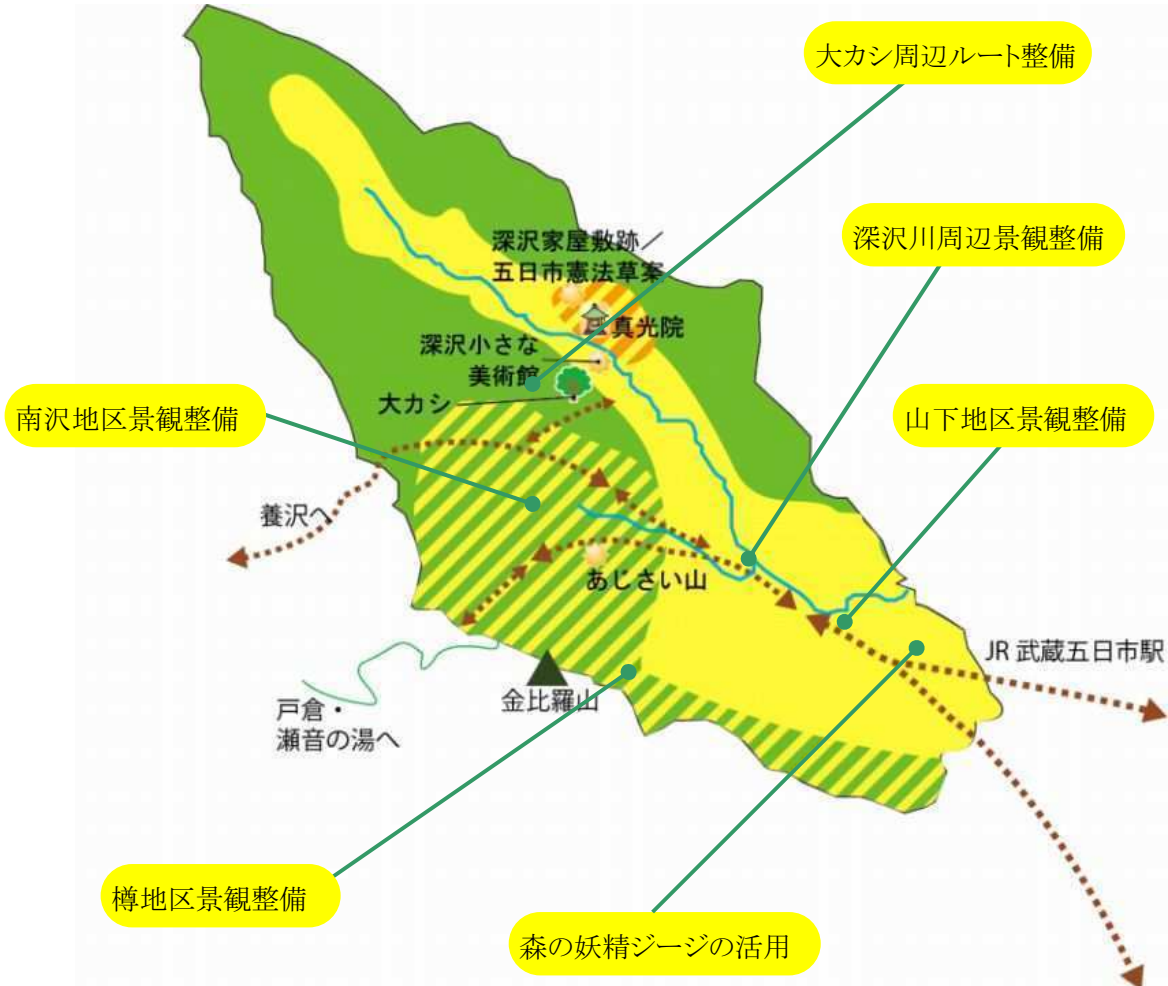 大カシ周辺ルート整備
深沢川周辺景観整備
深沢家屋敷跡／
五日市憲法草案
真光院
深沢小さな
美術館
大カシ
南沢地区景観整備
山下地区景観整備
養沢へ
あじさい山
JR 武蔵五日市駅
金比羅山
戸倉・
瀬音の湯へ
樽地区景観整備
森の妖精ジージの活用